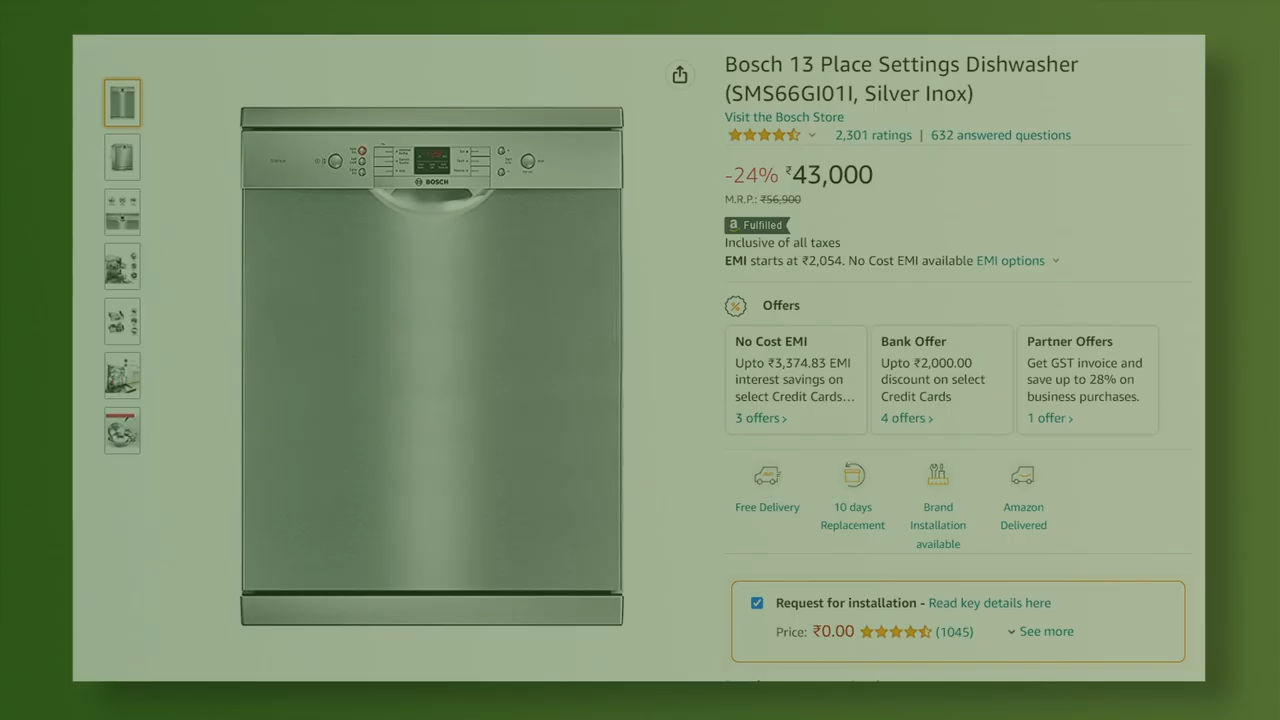 Bosch 13 Place Settings Dishwasher
(SMS66GI01I, Silver Inox)
Visit the Bosch Store
2,301 ratings | 632 answered questions
-24% ₹43,000
M.R.P.: ₹56,900
a Fulfilled
Inclusive of all taxes
EMI starts at ₹2,054. No Cost EMI available EMI options
Offers
No Cost EMI
Upto ₹3,374.83 EMI
interest savings on
select Credit Cards…
3 offers ›
Bank Offer
Upto ₹2,000.00
discount on select
Credit Cards
4 offers ›
Partner Offers
Get GST invoice and
save up to 28% on
business purchases.
1 offer ›
Free Delivery
10 days
Replacement
Brand
Installation
available
Amazon
Delivered
Request for installation - Read key details here
Price: ₹0.00 (1045) See more
BOSCH